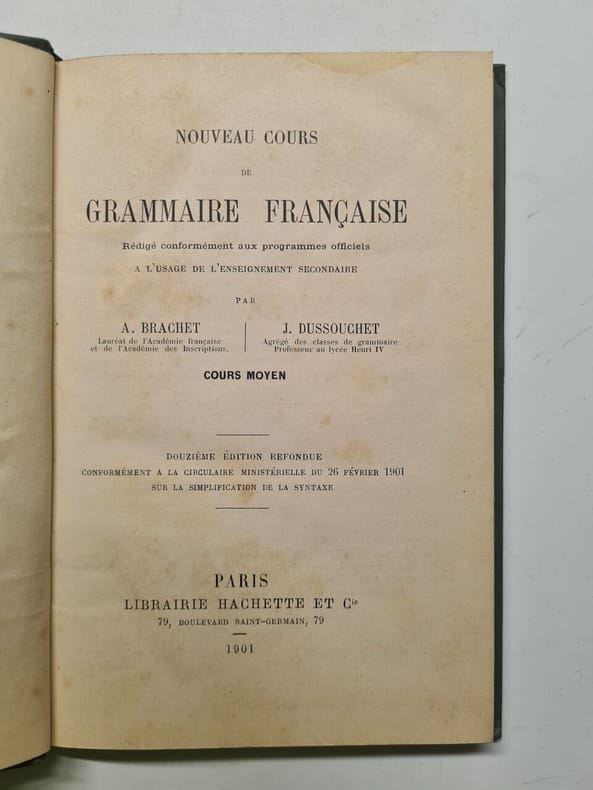 NOUVEAU COURS
DE
GRAMMAIRE FRANÇAISE
Rédigé conformément aux programmes officiels
A L'USAGE DE L'ENSEIGNEMENT SECONDAIRE
PAR
A. BRACHET
Lauréat de l'Académie française
et de l'Académie des Inscriptions.
J. DUSSOUCHET
Agrégé des classes de grammaire
Professeur au lycée Henri IV
COURS MOYEN
DOUZIÈME ÉDITION REFONDUE
CONFORMÉMENT A LA CIRCULAIRE MINISTÉRIELLE DU 26 FÉVRIER 1901
SUR LA SIMPLIFICATION DE LA SYNTAXE
PARIS
LIBRAIRIE HACHETTE ET Cie
79, BOULEVARD SAINT-GERMAIN, 79
1901